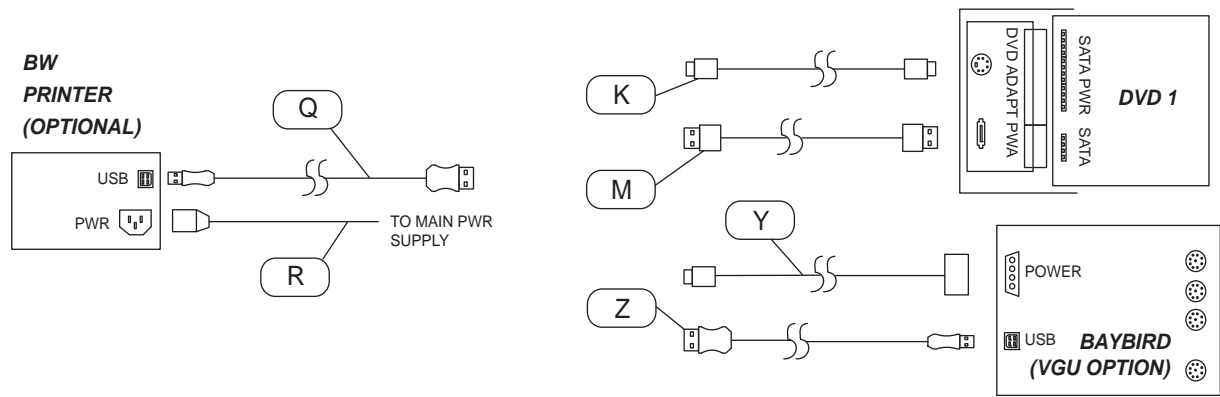 BW
PRINTER
(OPTIONAL)
Q
USB
PWR
TO MAIN PWR
SUPPLY
R
K
M
DVD ADAPT PWA
SATA PWR
SATA
DVD 1
Y
Z
POWER
USB
BAYBIRD
(VGU OPTION)